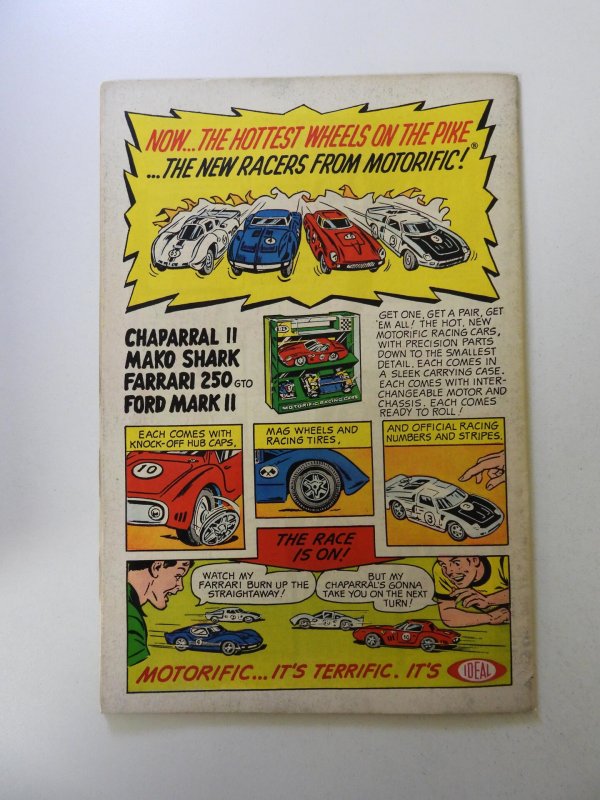 NOW... THE HOTTEST WHEELS ON THE PIKE
...THE NEW RACERS FROM MOTORIFIC!®
CHAPARRAL II
MAKO SHARK
FARRARI 250 GTO
FORD MARK II
MOTORIFIC RACING CARS
GET ONE, GET A PAIR, GET
'EM ALL! THE HOT, NEW
MOTORIFIC RACING CARS,
WITH PRECISION PARTS
DOWN TO THE SMALLEST
DETAIL. EACH COMES IN
A SLEEK CARRYING CASE.
EACH COMES WITH INTER-
CHANGEABLE MOTOR AND
CHASSIS. EACH COMES
READY TO ROLL!
EACH COMES WITH
KNOCK-OFF HUB CAPS,
10
MAG WHEELS AND
RACING TIRES,
AND OFFICIAL RACING
NUMBERS AND STRIPES.
3
THE RACE
IS ON!
WATCH MY
FARRARI BURN UP THE
STRAIGHTAWAY!
BUT MY
CHAPARRAL'S GONNA
TAKE YOU ON THE NEXT
TURN!
MOTORIFIC... IT'S TERRIFIC. IT'S IDEAL